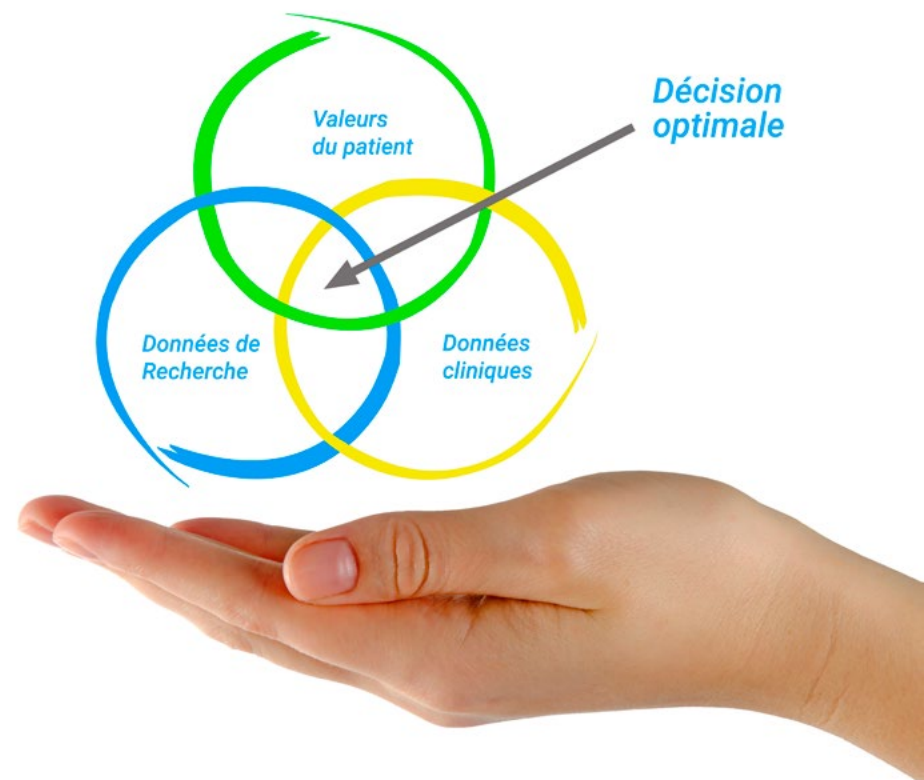 Valeurs
du patient
Décision
optimale
Données de
Recherche
Données
cliniques